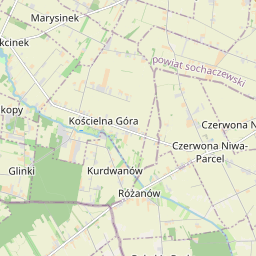 Marysinek
kcinek
powiat sochaczewski
kopy
Kościelna Góra
Czerwona N
Czerwona Niwa-
Parcel
Glinki
Kurdwanów
Różanów